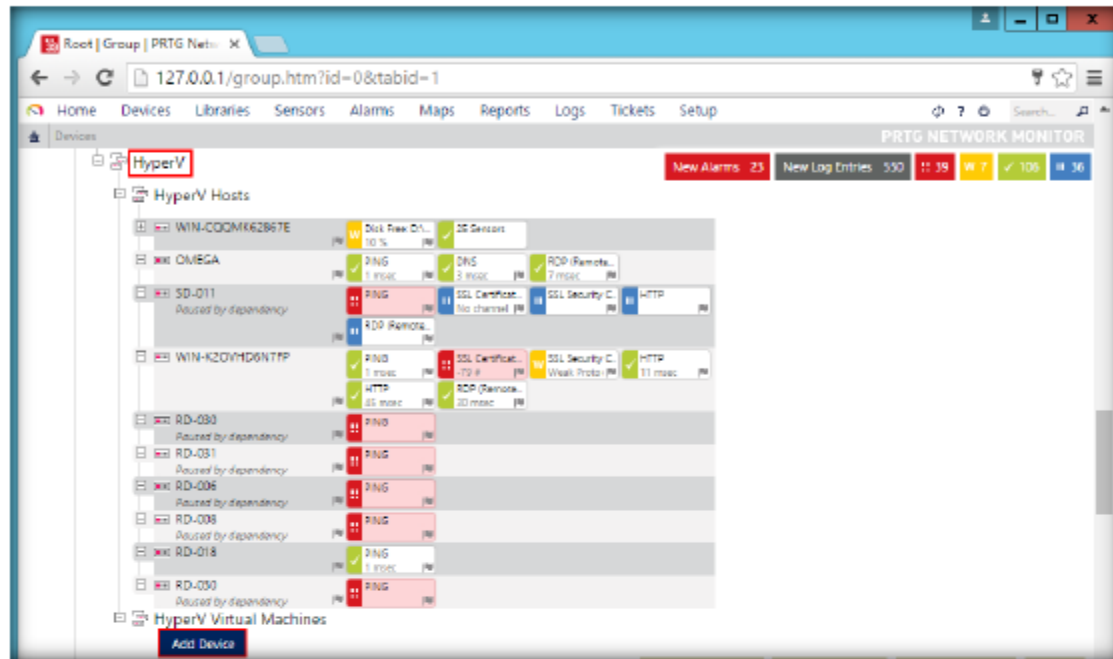 Root | Group | PRTG Netw
127.0.0.1/group.htm?id=0&tabid=1
Home Devices Libraries Sensors Alarms Maps Reports Logs Tickets Setup ? Search...
Devices PRTG NETWORK MONITOR
HyperV New Alarms 23 New Log Entries 550 39 W 7 106 36
HyperV Hosts
Disk Free D:\... 25 Sensors
W 10 %
OMEGA PING DNS RDP (Remote...
1 msec 3 msec 7 msec
SD-011 PING SSL Certificat... SSL Security C... HTTP
Paused by dependency No channel
RDP (Remote...
WIN-K2OVHD6NTFP PING SSL Certificat... SSL Security C... HTTP
1 msec -79 # W Weak Protoc 11 msec
HTTP RDP (Remote...
45 msec 20 msec
RD-030 PING
Paused by dependency
RD-031 PING
Paused by dependency
RD-006 PING
Paused by dependency
RD-008 PING
Paused by dependency
RD-018 PING
1 msec
RD-050 PING
Paused by dependency
HyperV Virtual Machines
Add Device